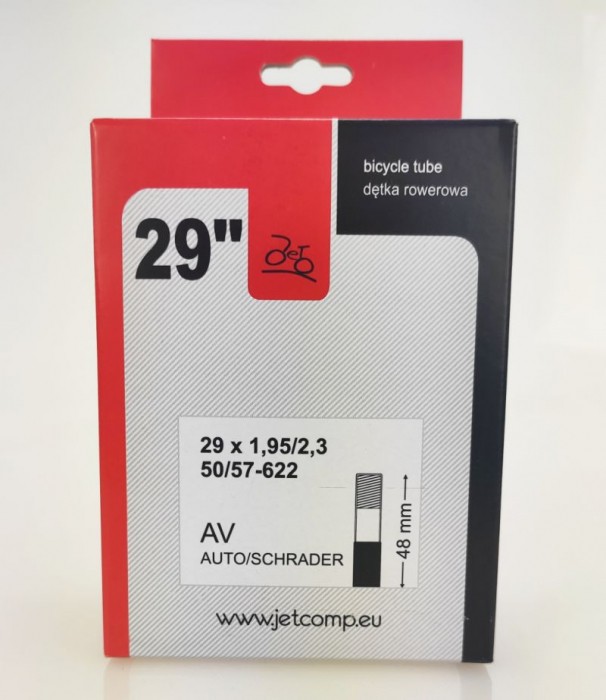 bicycle tube
dętka rowerowa
29"
Jet
29 x 1,95/2,3
50/57-622
AV
AUTO/SCHRADER
48 mm
www.jetcomp.eu